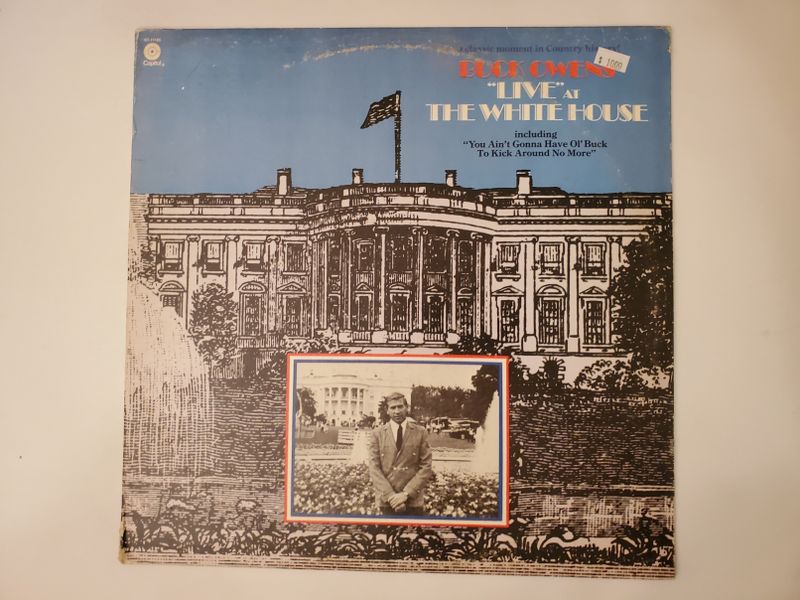 Capitol
a classic moment in Country history!
BUCK OWENS
"LIVE" AT
THE WHITE HOUSE
including
"You Ain't Gonna Have Ol' Buck
To Kick Around No More"
$ 1000